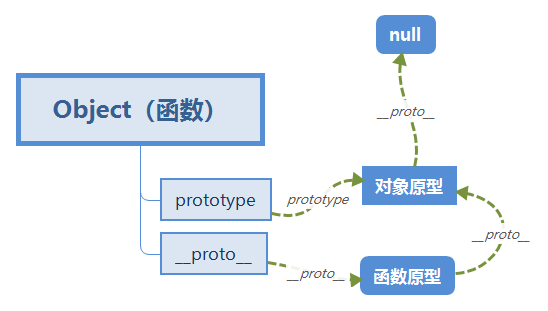 null
Object（函数）
__proto__
prototype
prototype
对象原型
__proto__
__proto__
__proto__
函数原型